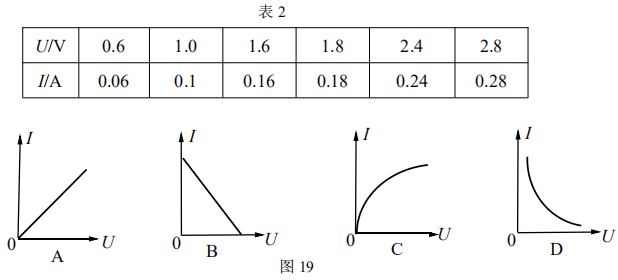 表 2
U/V 0.6 1.0 1.6 1.8 2.4 2.8
I/A 0.06 0.1 0.16 0.18 0.24 0.28
I I I I
0 U 0 U 0 U 0 U
A B C D
图 19